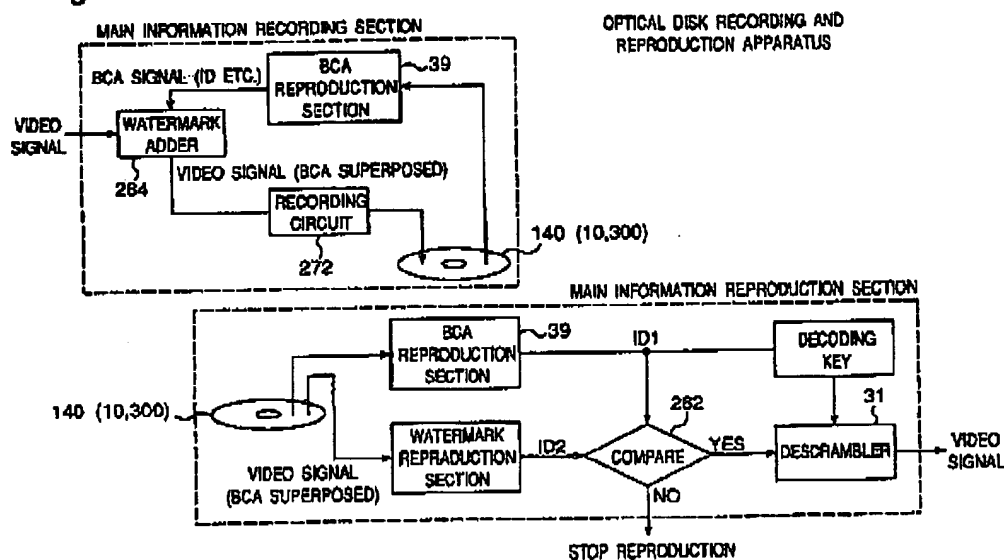 MAIN INFORMATION RECORDING SECTION
OPTICAL DISK RECORDING AND
REPRODUCTION APPARATUS
BCA SIGNAL (ID ETC.)
BCA
REPRODUCTION
SECTION
39
VIDEO
SIGNAL
WATERMARK
ADDER
264
VIDEO SIGNAL (BCA SUPERPOSED)
RECORDING
CIRCUIT
272
140 (10,300)
MAIN INFORMATION REPRODUCTION SECTION
BCA
REPRODUCTION
SECTION
39
ID1
DECODING
KEY
140 (10,300)
262
31
WATERMARK
REPRADUCTION
SECTION
ID2
COMPARE
YES
DESCRAMBLER
VIDEO
SIGNAL
VIDEO SIGNAL
(BCA SUPERPOSED)
NO
STOP REPRODUCTION